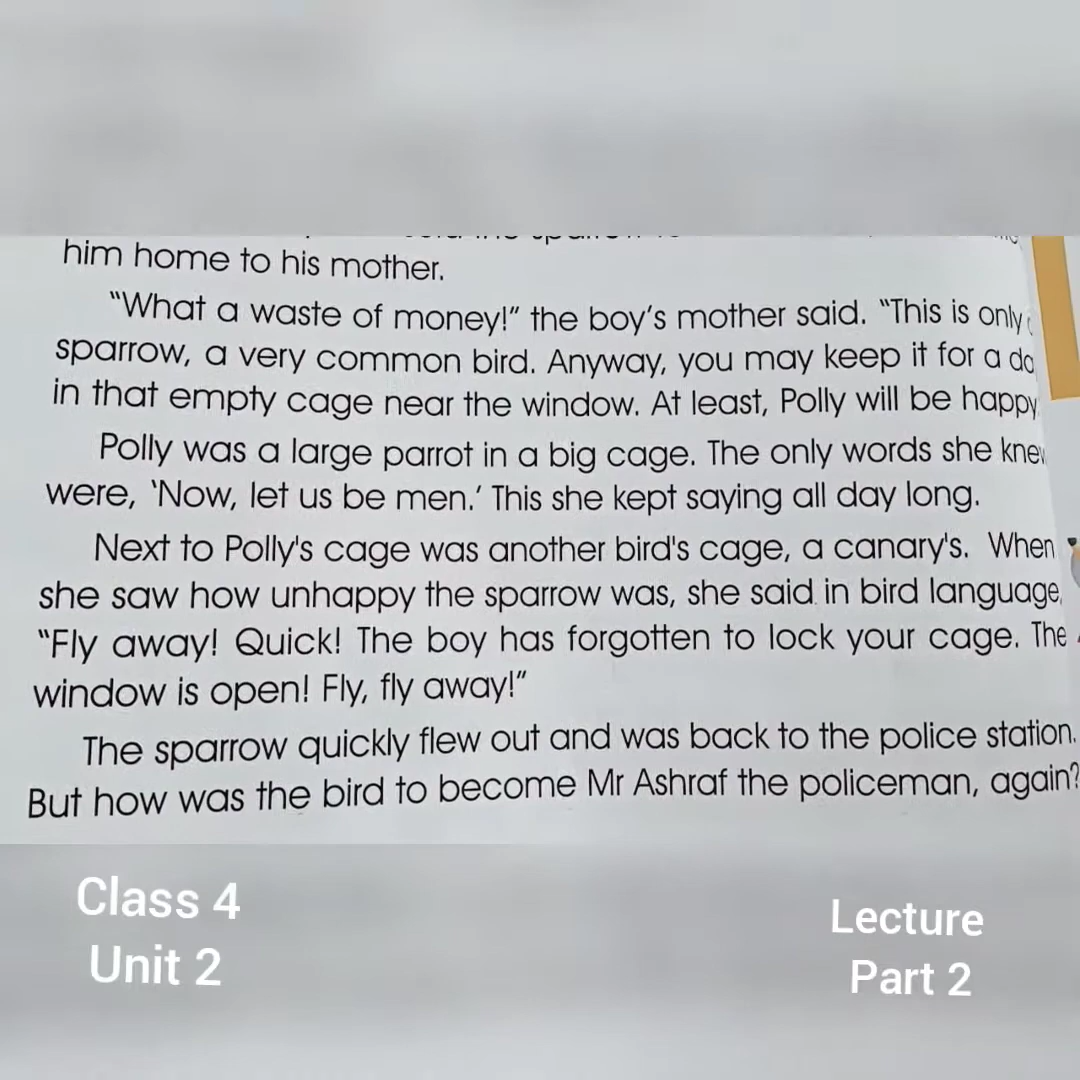 him home to his mother.
"What a waste of money!" the boy's mother said. "This is only
sparrow, a very common bird. Anyway, you may keep it for a
in that empty cage near the window. At least, Polly will be happy
Polly was a large parrot in a big cage. The only words she
were, 'Now, let us be men.' This she kept saying all day long.
Next to Polly's cage was another bird's cage, a canary's. When
she saw how unhappy the sparrow was, she said in bird language,
"Fly away! Quick! The boy has forgotten to lock your cage. The
window is open! Fly, fly away!"
The sparrow quickly flew out and was back to the police station.
But how was the bird to become Mr Ashraf the policeman, again?
Class 4
Unit 2
Lecture
Part 2